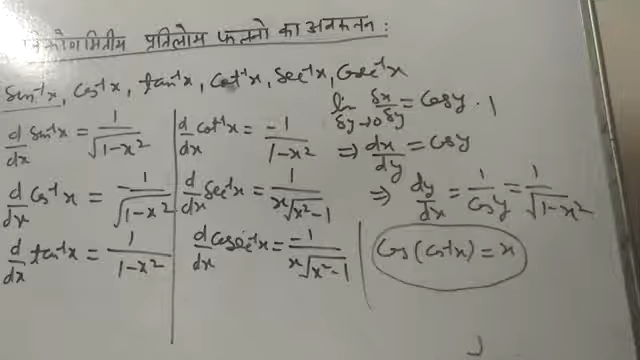 त्रिकोणमितीय प्रतिलोम फलनो का अवकलन :
sin⁻¹x, cos⁻¹x, tan⁻¹x, cot⁻¹x, sec⁻¹x, cosec⁻¹x
d/dx sin⁻¹x = 1/√(1-x²)
d/dx cos⁻¹x = -1/√(1-x²)
d/dx tan⁻¹x = 1/(1-x²)
d/dx cot⁻¹x = -1/(1-x²)
d/dx sec⁻¹x = 1/(x√(x²-1))
d/dx cosec⁻¹x = -1/(x√(x²-1))
lim δy→0 δx/δy = cosy · 1
⇒ dx/dy = cosy
⇒ dy/dx = 1/cosy = 1/√(1-x²)
cos(cos⁻¹x) = x